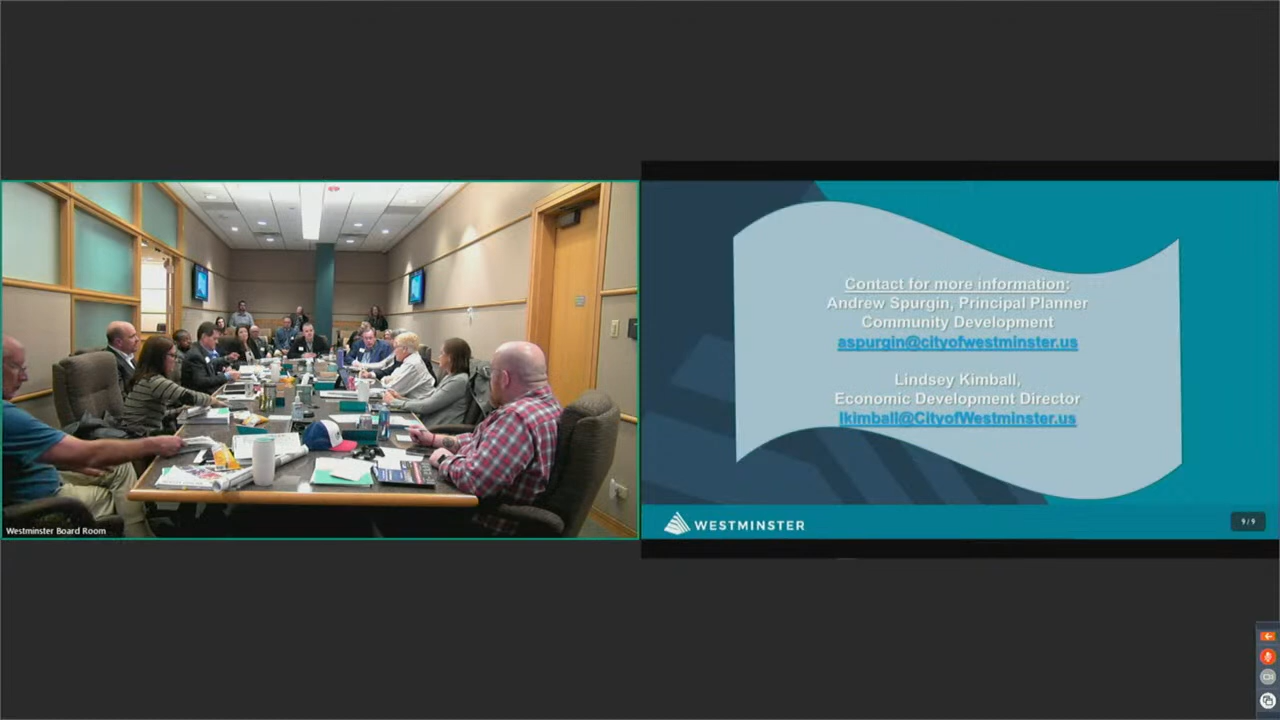 Contact for more information:
Andrew Spurgin, Principal Planner
Community Development
aspurgin@cityofwestminster.us
Lindsey Kimball,
Economic Development Director
lkimball@CityofWestminster.us
WESTMINSTER
9/9
Westminster Board Room